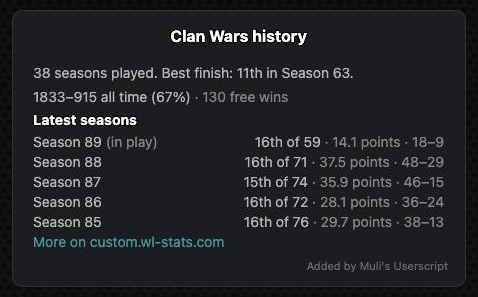 Clan Wars history
38 seasons played. Best finish: 11th in Season 63.
1833–915 all time (67%) · 130 free wins
Latest seasons
Season 89 (in play) 16th of 59 · 14.1 points · 18–9
Season 88 16th of 71 · 37.5 points · 48–29
Season 87 15th of 74 · 35.9 points · 46–15
Season 86 16th of 72 · 28.1 points · 36–24
Season 85 16th of 76 · 29.7 points · 38–13
More on custom.wl-stats.com
Added by Muli's Userscript